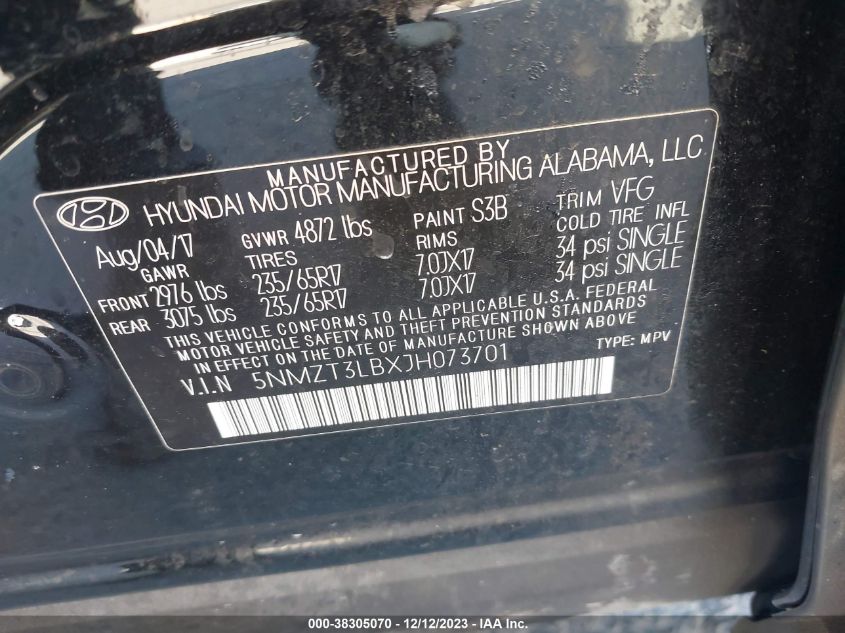 MANUFACTURED BY
HYUNDAI MOTOR MANUFACTURING ALABAMA, LLC
Aug/04/17 GVWR 4872 lbs PAINT S3B TRIM VFG
GAWR TIRES RIMS COLD TIRE INFL
FRONT 2976 lbs 235/65R17 7.0JX17 34 psi SINGLE
REAR 3075 lbs 235/65R17 7.0JX17 34 psi SINGLE
THIS VEHICLE CONFORMS TO ALL APPLICABLE U.S.A. FEDERAL
MOTOR VEHICLE SAFETY AND THEFT PREVENTION STANDARDS
IN EFFECT ON THE DATE OF MANUFACTURE SHOWN ABOVE
V.I.N 5NMZT3LBXJH073701 TYPE: MPV
000-38305070 - 12/12/2023 - © IAA, Inc.